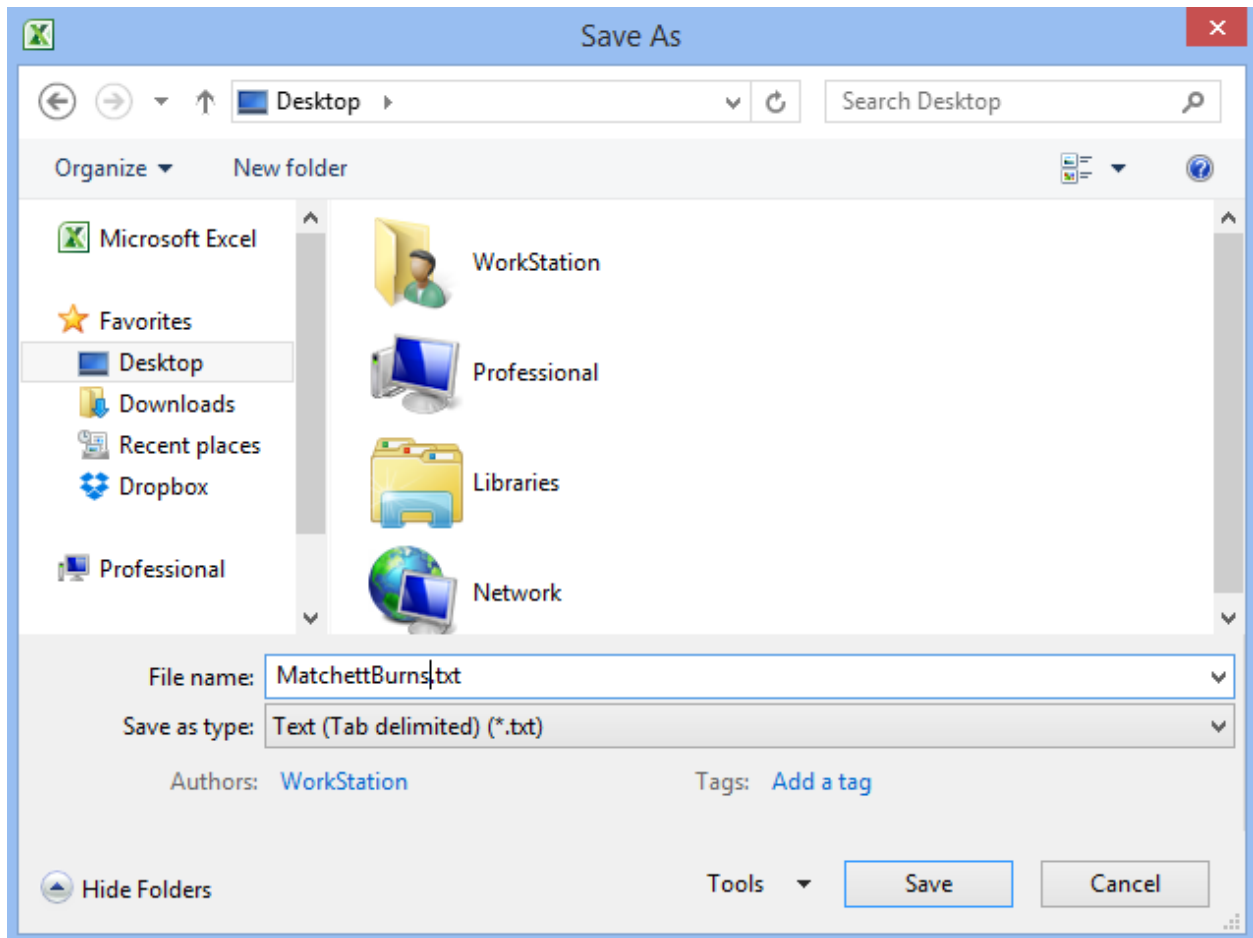 Save As
Desktop
Search Desktop
Organize
New folder
Microsoft Excel
Favorites
Desktop
Downloads
Recent places
Dropbox
Professional
WorkStation
Professional
Libraries
Network
File name: MatchettBurns.txt
Save as type: Text (Tab delimited) (*.txt)
Authors: WorkStation
Tags: Add a tag
Hide Folders
Tools
Save
Cancel